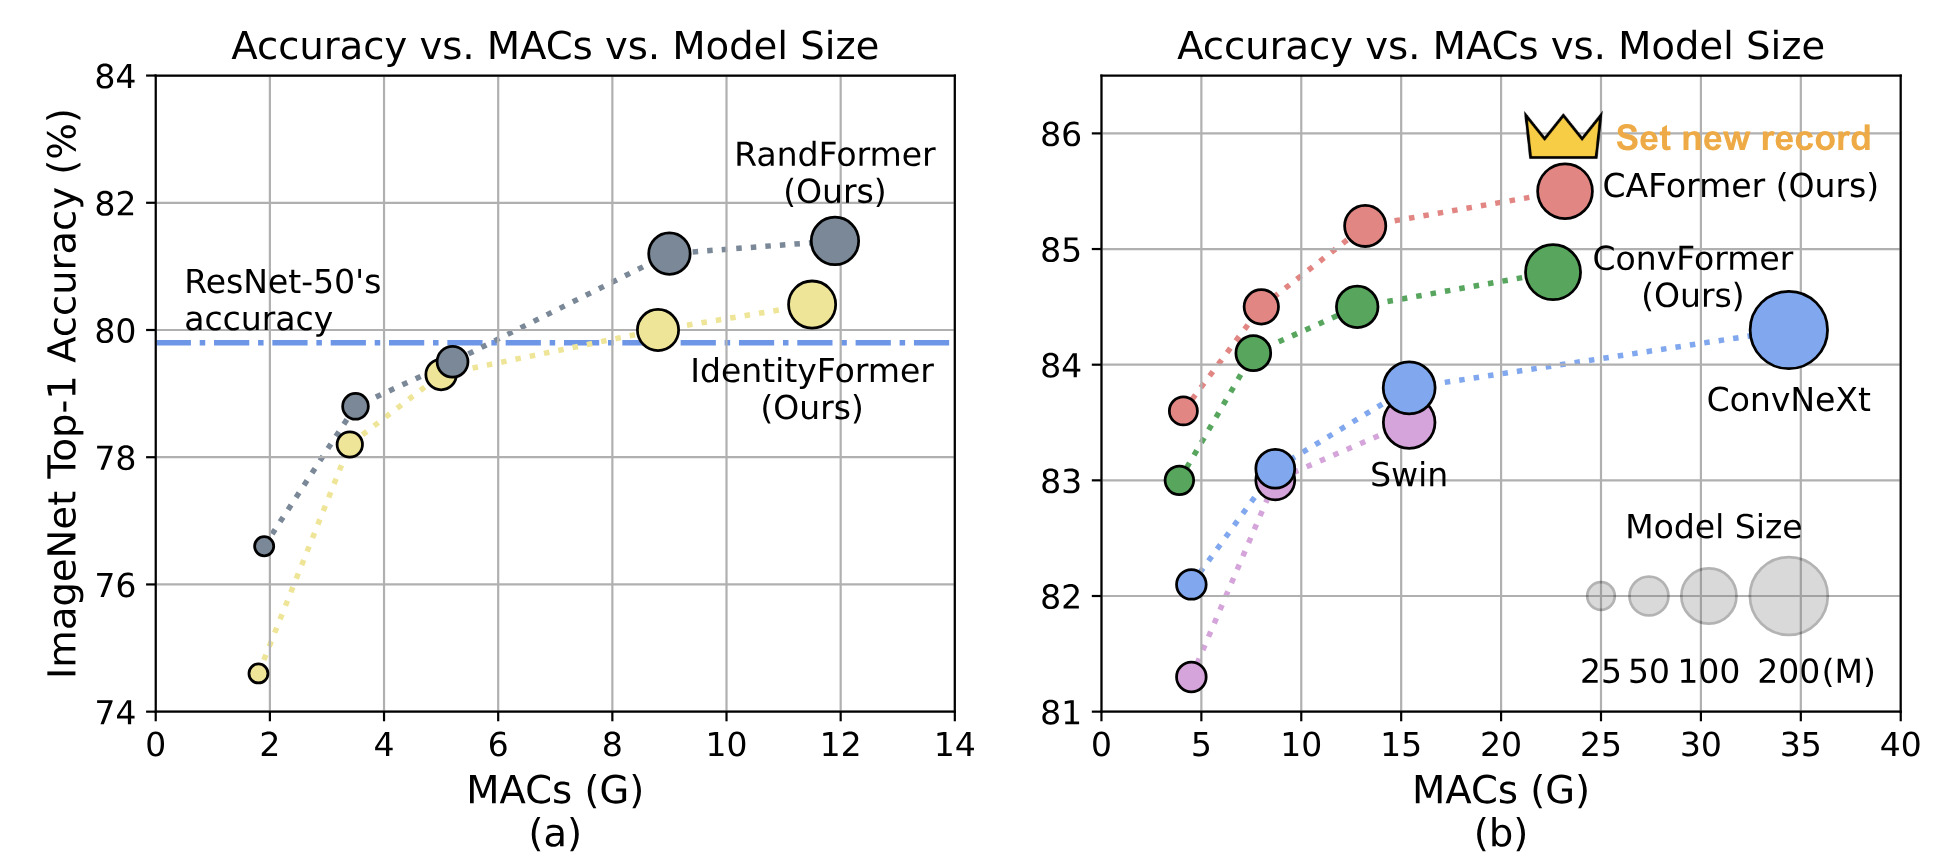 Accuracy vs. MACs vs. Model Size
ImageNet Top-1 Accuracy (%)
84
82
80
78
76
74
RandFormer
(Ours)
ResNet-50's
accuracy
IdentityFormer
(Ours)
0 2 4 6 8 10 12 14
MACs (G)
(a)
Accuracy vs. MACs vs. Model Size
86
85
84
83
82
81
Set new record
CAFormer (Ours)
ConvFormer
(Ours)
ConvNeXt
Swin
Model Size
25 50 100 200(M)
0 5 10 15 20 25 30 35 40
MACs (G)
(b)